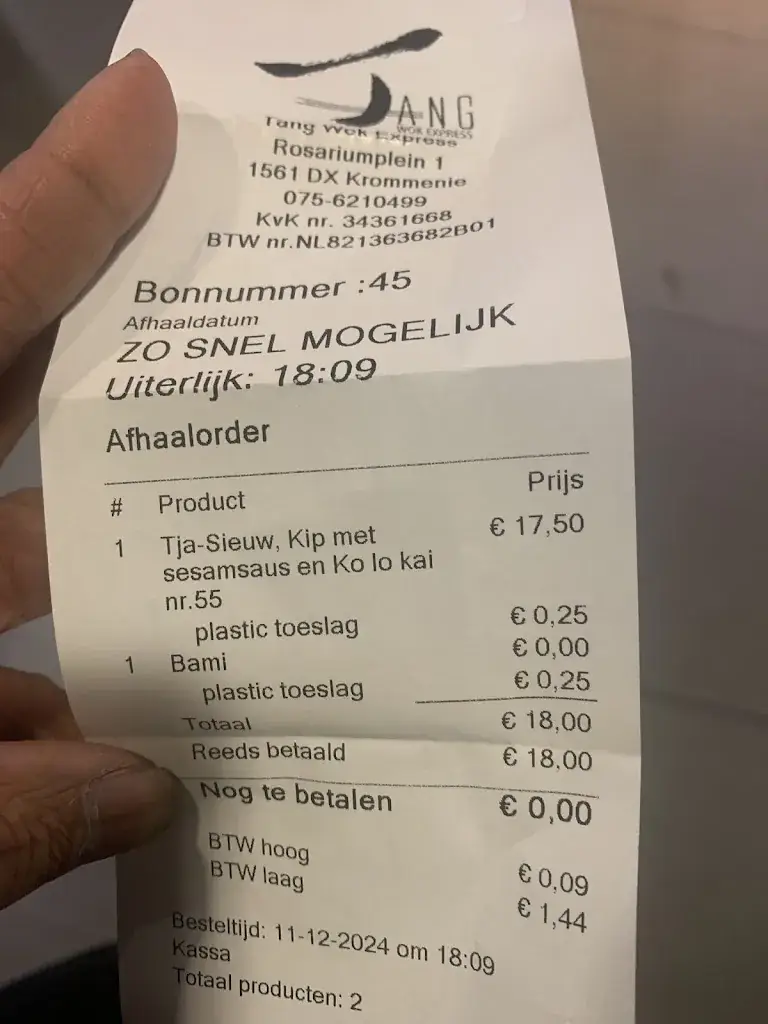 TANG
WOK EXPRESS
Tang Wok Express
Rosariumplein 1
1561 DX Krommenie
075-6210499
KvK nr. 34361668
BTW nr.NL821363682B01
Bonnummer :45
Afhaaldatum
ZO SNEL MOGELIJK
Uiterlijk: 18:09
Afhaalorder
# Product Prijs
1 Tja-Sieuw, Kip met € 17,50
sesamsaus en Ko lo kai
nr.55
plastic toeslag € 0,25
1 Bami € 0,00
plastic toeslag € 0,25
Totaal € 18,00
Reeds betaald € 18,00
Nog te betalen € 0,00
BTW hoog € 0,09
BTW laag € 1,44
Besteltijd: 11-12-2024 om 18:09
Kassa
Totaal producten: 2